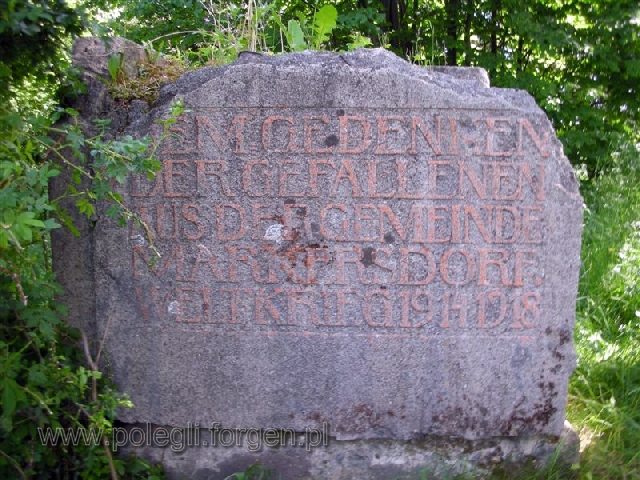 DEM GEDENKEN
DER GEFALLENEN
AUS DER GEMEINDE
MARKERSDORF.
WELTKRIEG 1914-1918
www.polegli.forgen.pl